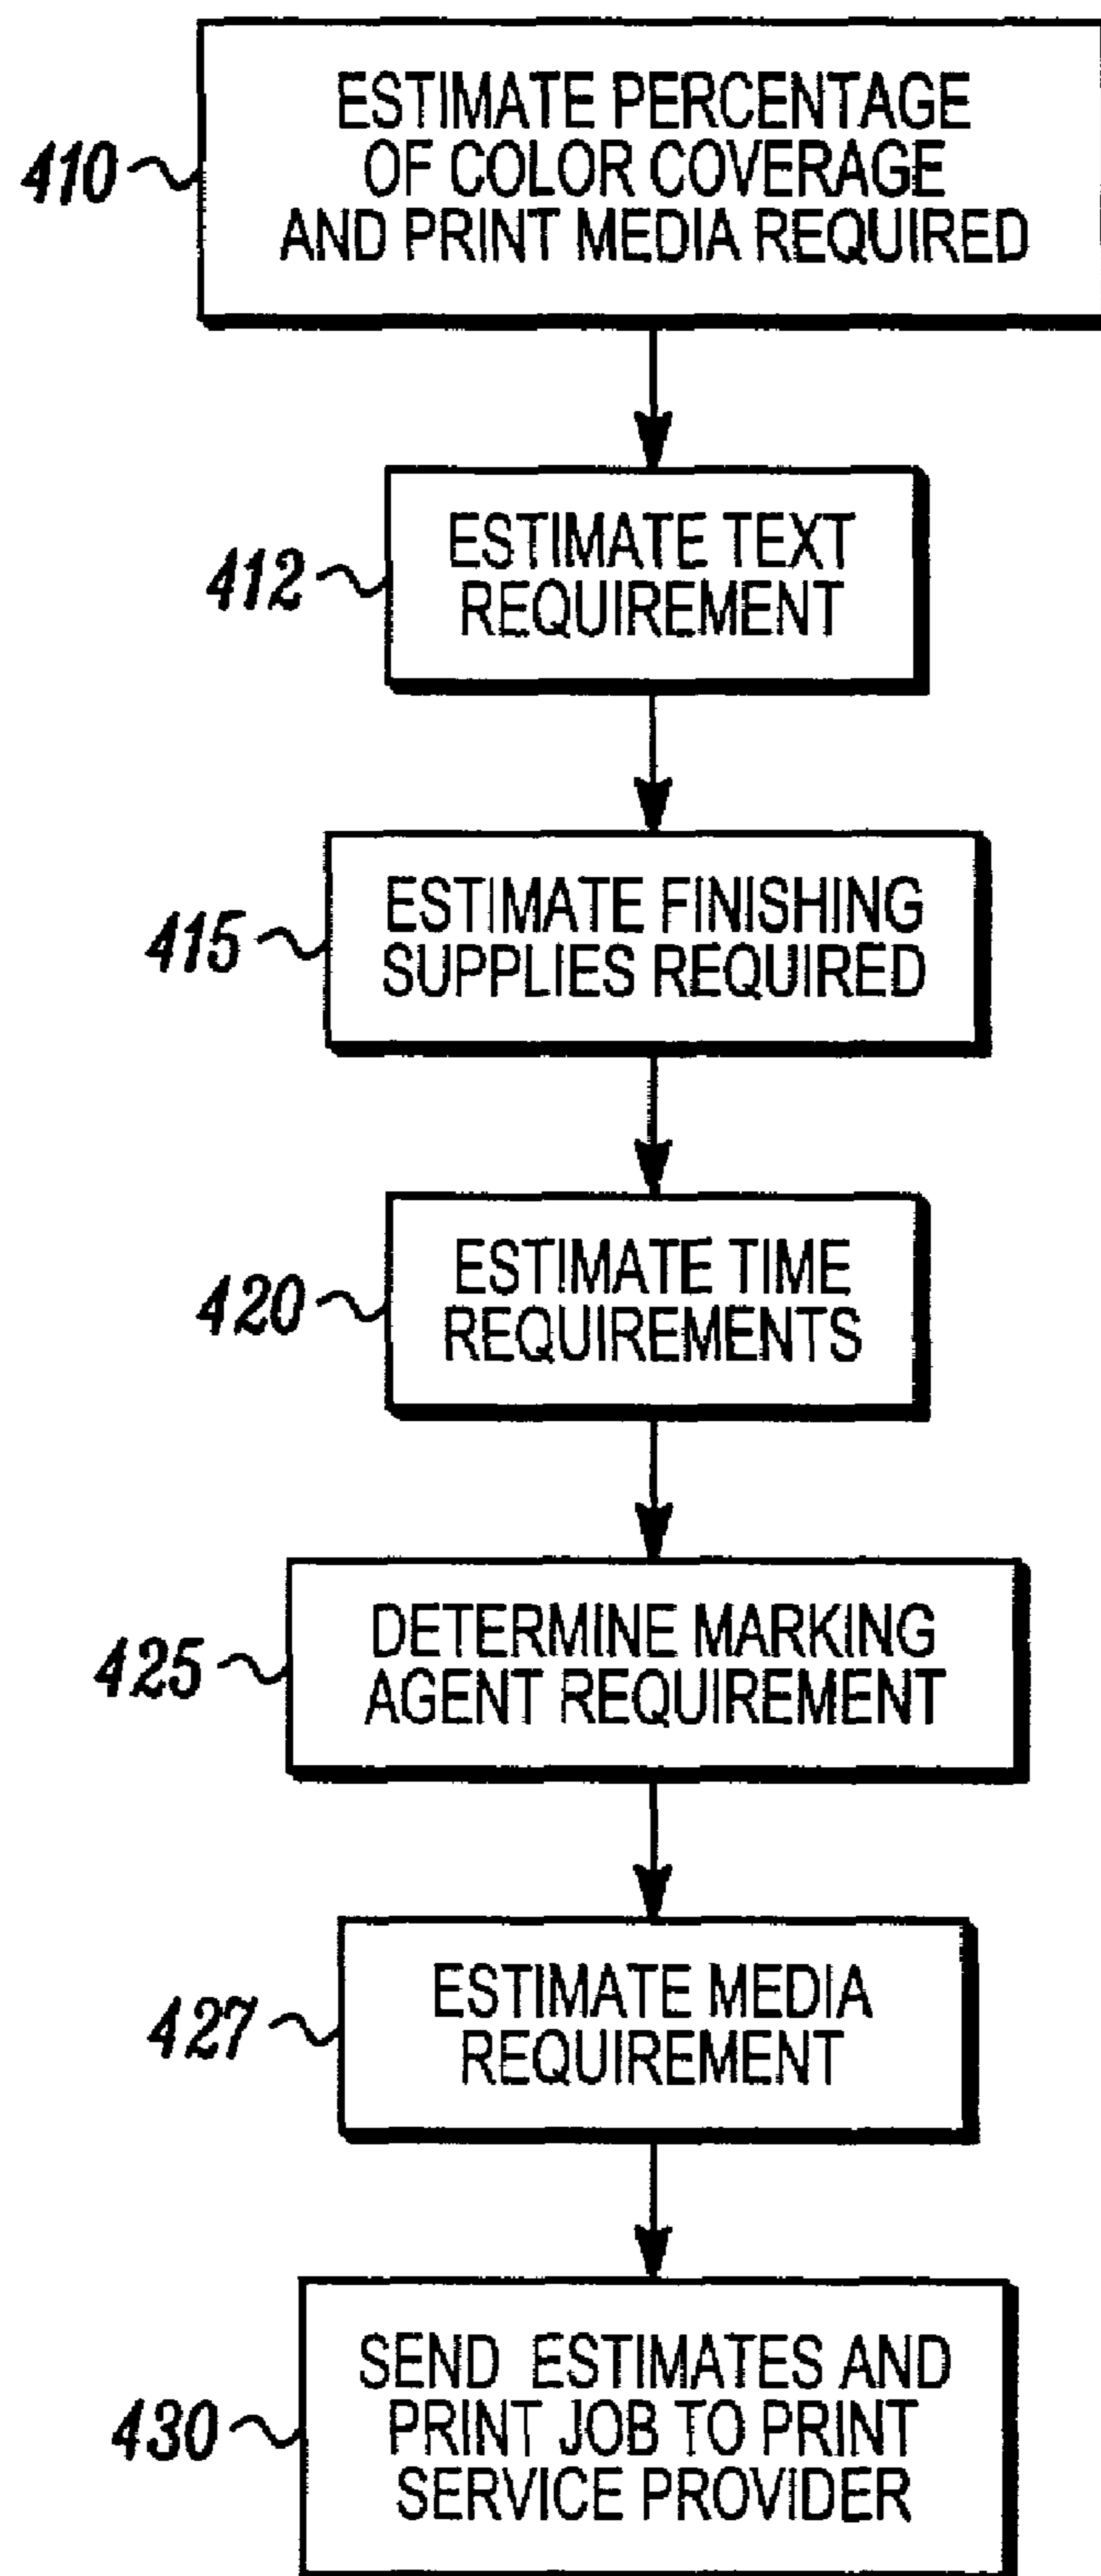 410
ESTIMATE PERCENTAGE
OF COLOR COVERAGE
AND PRINT MEDIA REQUIRED
412
ESTIMATE TEXT
REQUIREMENT
415
ESTIMATE FINISHING
SUPPLIES REQUIRED
420
ESTIMATE TIME
REQUIREMENTS
425
DETERMINE MARKING
AGENT REQUIREMENT
427
ESTIMATE MEDIA
REQUIREMENT
430
SEND ESTIMATES AND
PRINT JOB TO PRINT
SERVICE PROVIDER